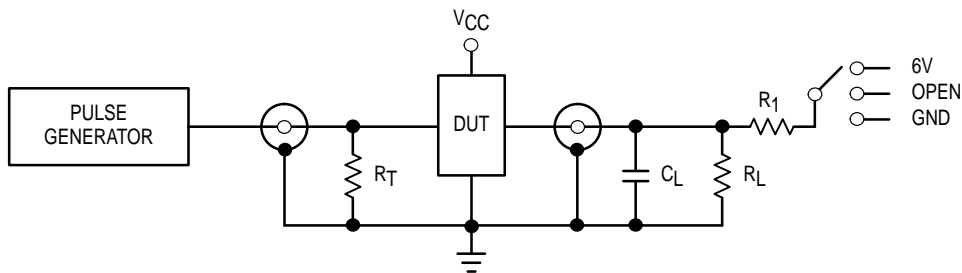 VCC
PULSE
GENERATOR
DUT
RT
CL
RL
R1
6V
OPEN
GND